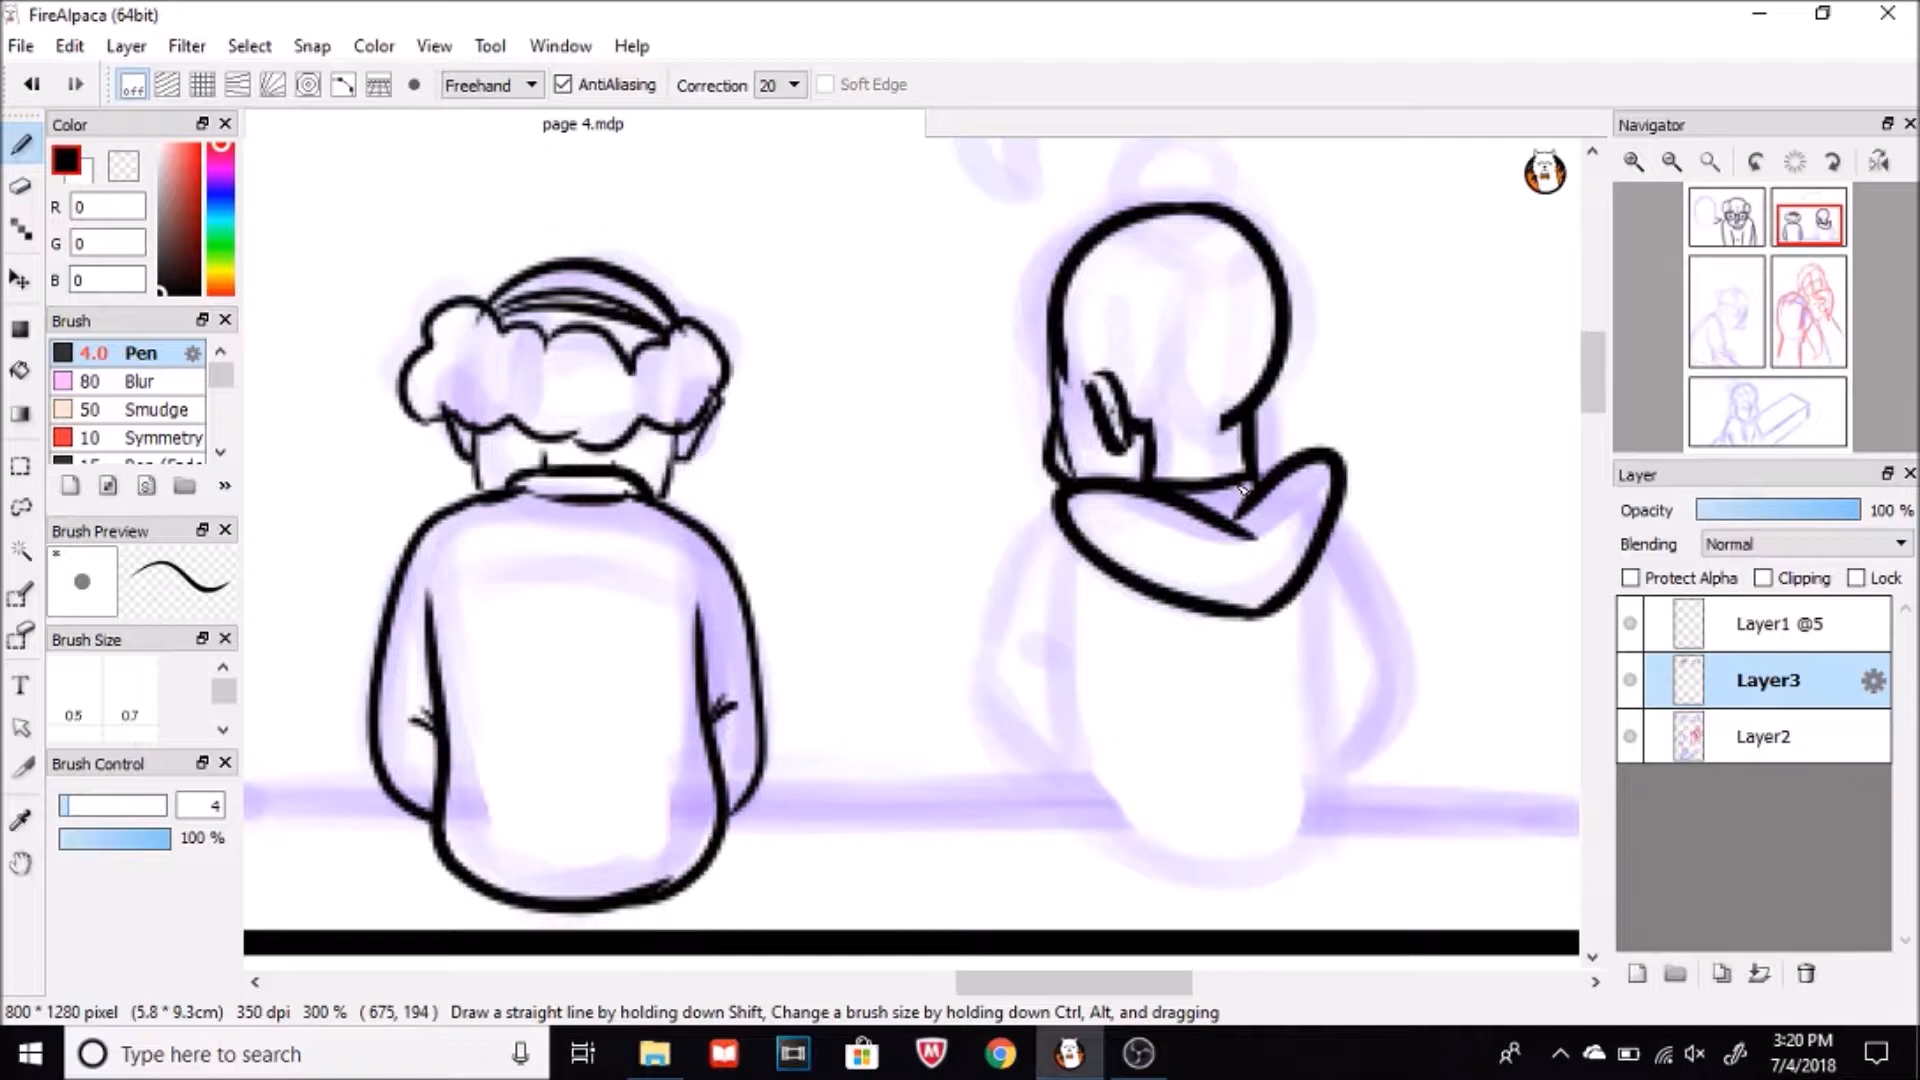 FireAlpaca (64bit)
File Edit Layer Filter Select Snap Color View Tool Window Help
off Freehand AntiAliasing Correction 20 Soft Edge
Color
page 4.mdp
Navigator
R 0
G 0
B 0
Brush
4.0 Pen
80 Blur
50 Smudge
10 Symmetry
Brush Preview
Brush Size
0.5 0.7
Brush Control
4
100 %
Layer
Opacity 100 %
Blending Normal
Protect Alpha Clipping Lock
Layer1 @5
Layer3
Layer2
800 * 1280 pixel (5.8 * 9.3cm) 350 dpi 300 % ( 675, 194 ) Draw a straight line by holding down Shift, Change a brush size by holding down Ctrl, Alt, and dragging
Type here to search
3:20 PM
7/4/2018